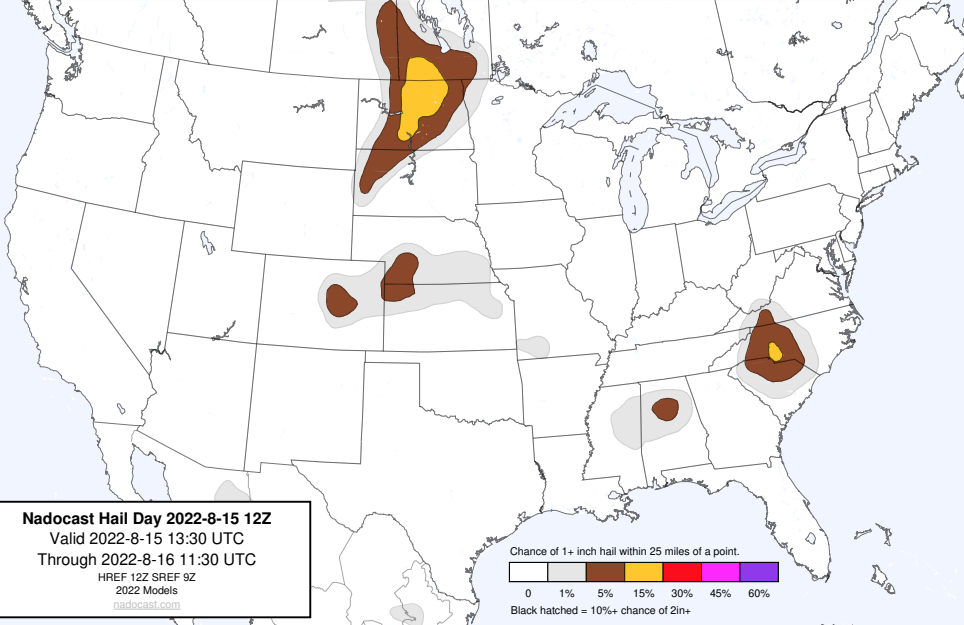 Nadocast Hail Day 2022-8-15 12Z
Valid 2022-8-15 13:30 UTC
Through 2022-8-16 11:30 UTC
HREF 12Z SREF 9Z
2022 Models
nadocast.com
Chance of 1+ inch hail within 25 miles of a point.
0 1% 5% 15% 30% 45% 60%
Black hatched = 10%+ chance of 2in+